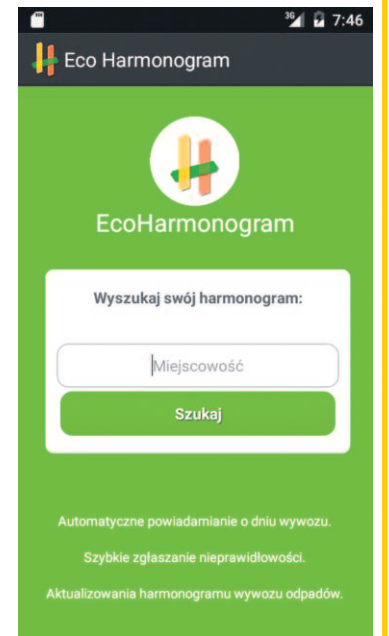 3G 7:46
Eco Harmonogram
EcoHarmonogram
Wyszukaj swój harmonogram:
Miejscowość
Szukaj
Automatyczne powiadamianie o dniu wywozu.
Szybkie zgłaszanie nieprawidłowości.
Aktualizowania harmonogramu wywozu odpadów.